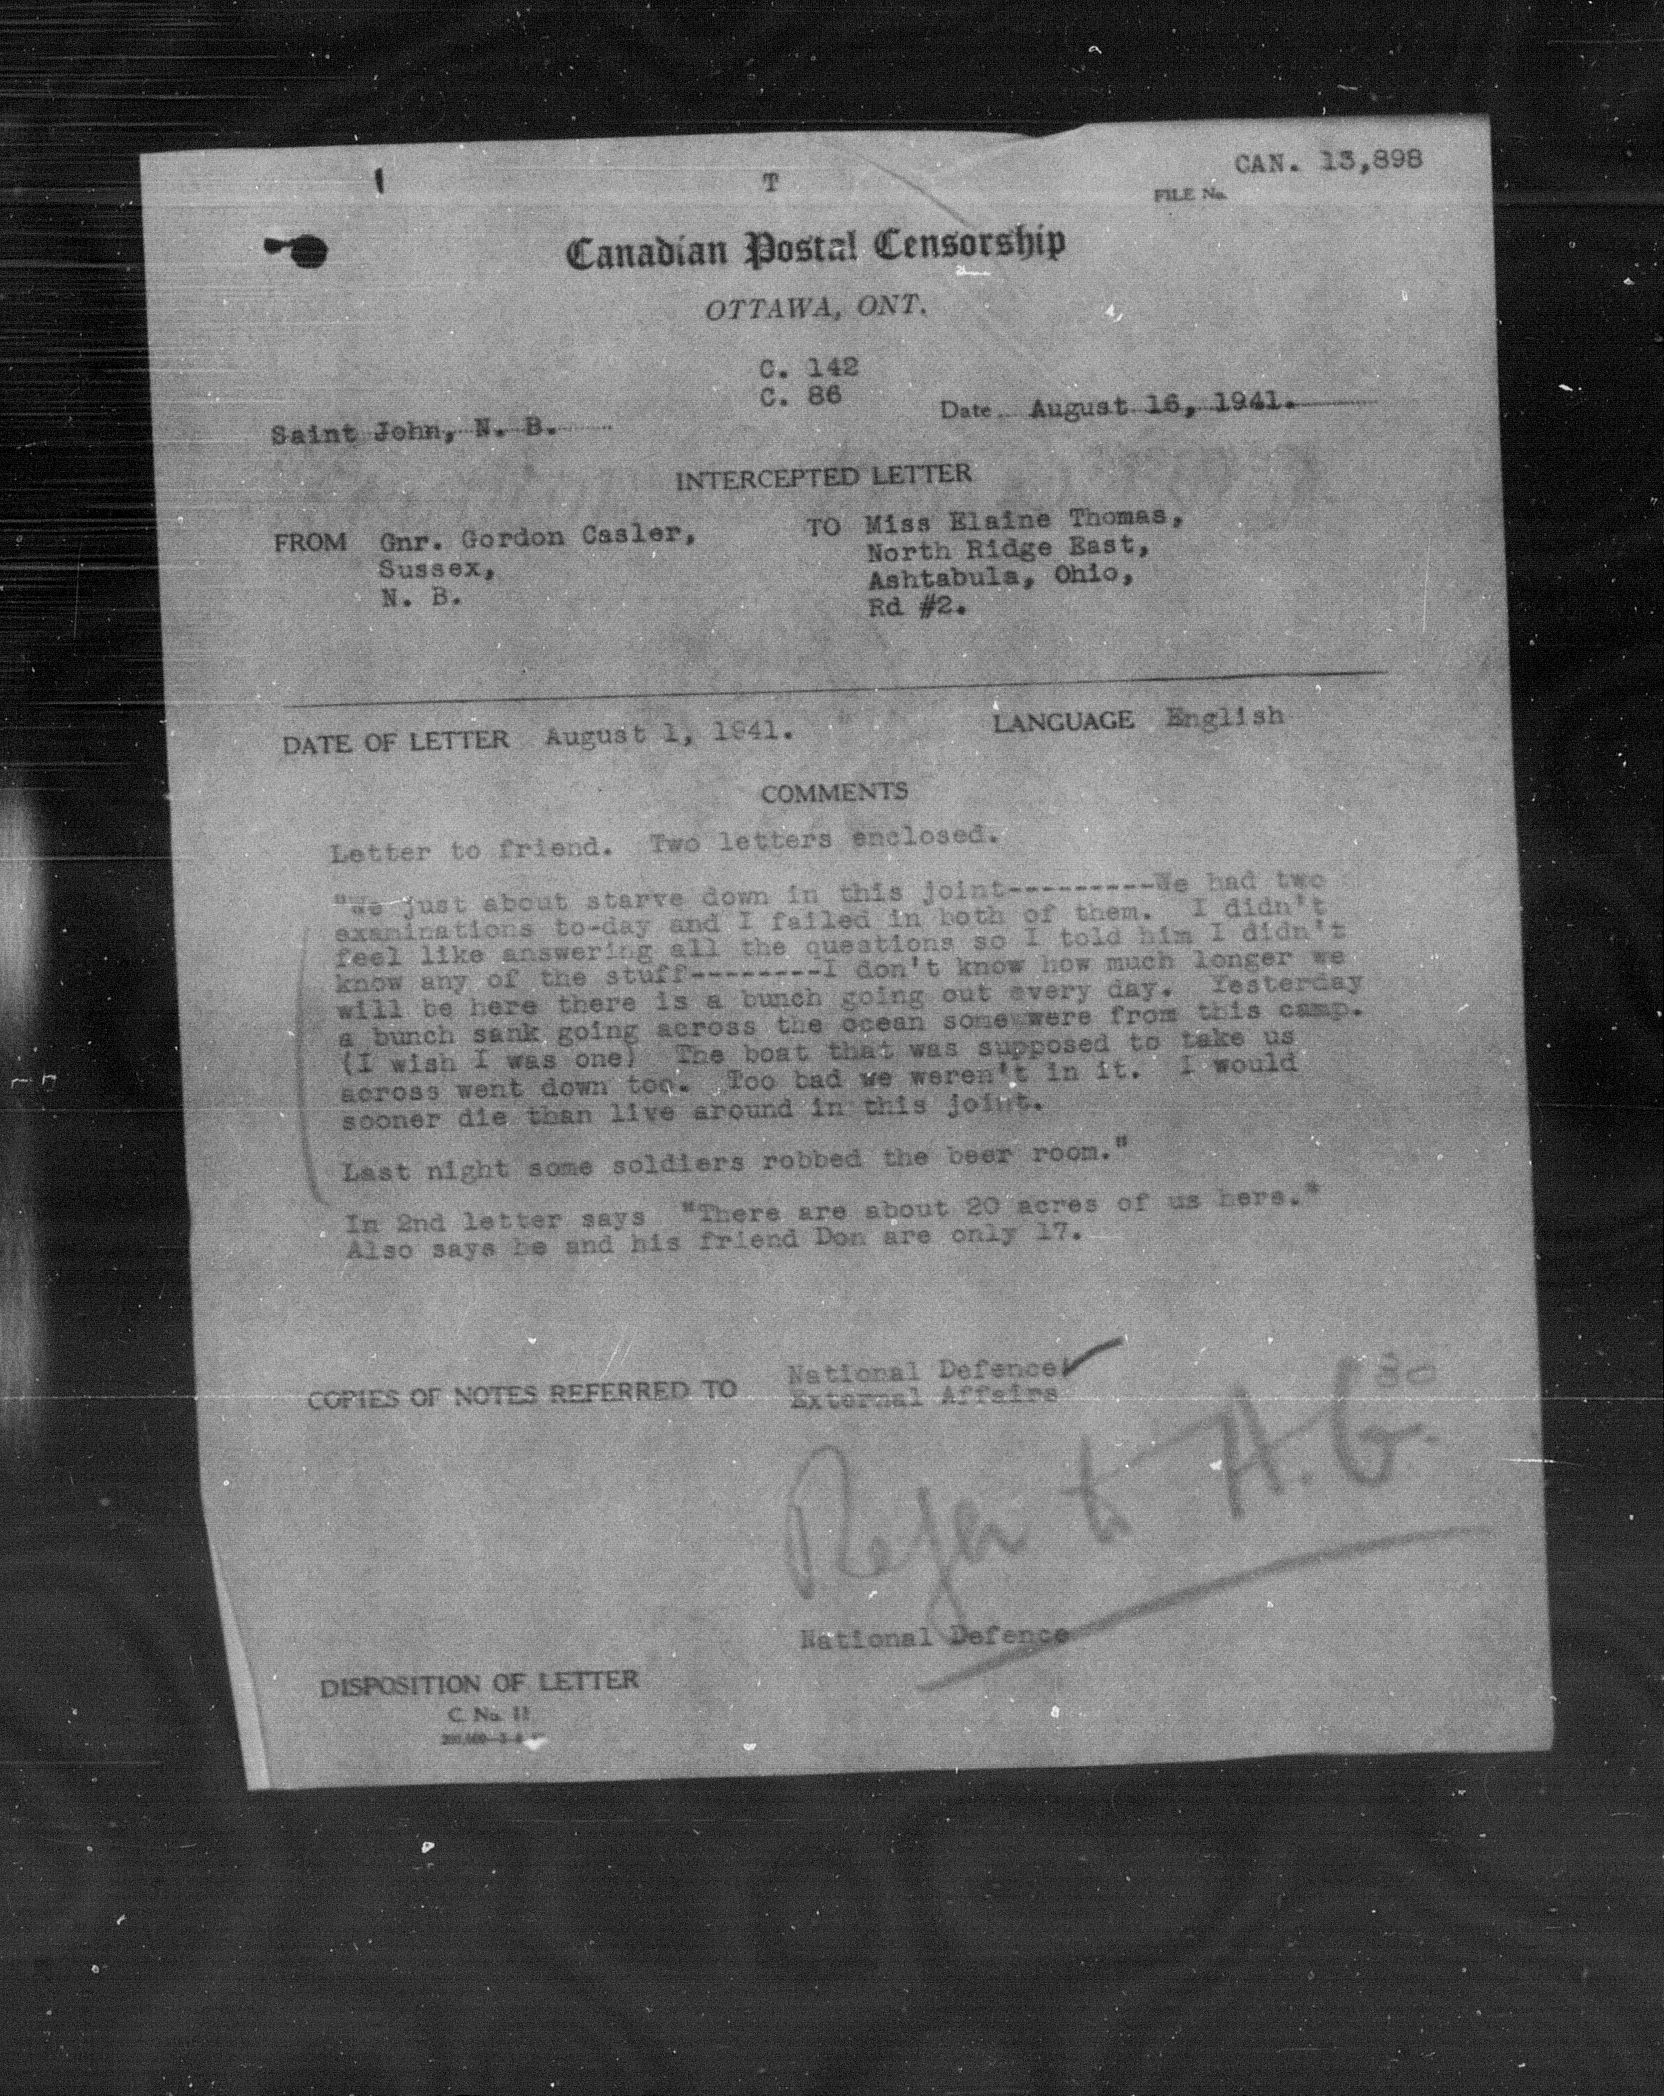 CAN. 13,898
T
FILE No.
Canadian Postal Censorship
OTTAWA, ONT.
C. 142
C. 86
Date August 16, 1941.
Saint John, N. B.
INTERCEPTED LETTER
FROM Gnr. Gordon Casler,
Sussex,
N. B.
TO Miss Elaine Thomas,
North Ridge East,
Ashtabula, Ohio,
Rd #2.
DATE OF LETTER August 1, 1941.
LANGUAGE English
COMMENTS
Letter to friend. Two letters enclosed.
"We just about starve down in this joint---------We had two
examinations to-day and I failed in both of them. I didn't
feel like answering all the questions so I told him I didn't
know any of the stuff--------I don't know how much longer we
will be here there is a bunch going out every day. Yesterday
a bunch sank going across the ocean some were from this camp.
(I wish I was one) The boat that was supposed to take us
across went down too. Too bad we weren't in it. I would
sooner die than live around in this joint.
Last night some soldiers robbed the beer room."
In 2nd letter says "There are about 20 acres of us here."
Also says he and his friend Don are only 17.
National Defence
COPIES OF NOTES REFERRED TO
External Affairs
30
Refer to A.G.
National Defence
DISPOSITION OF LETTER
C. No. 11